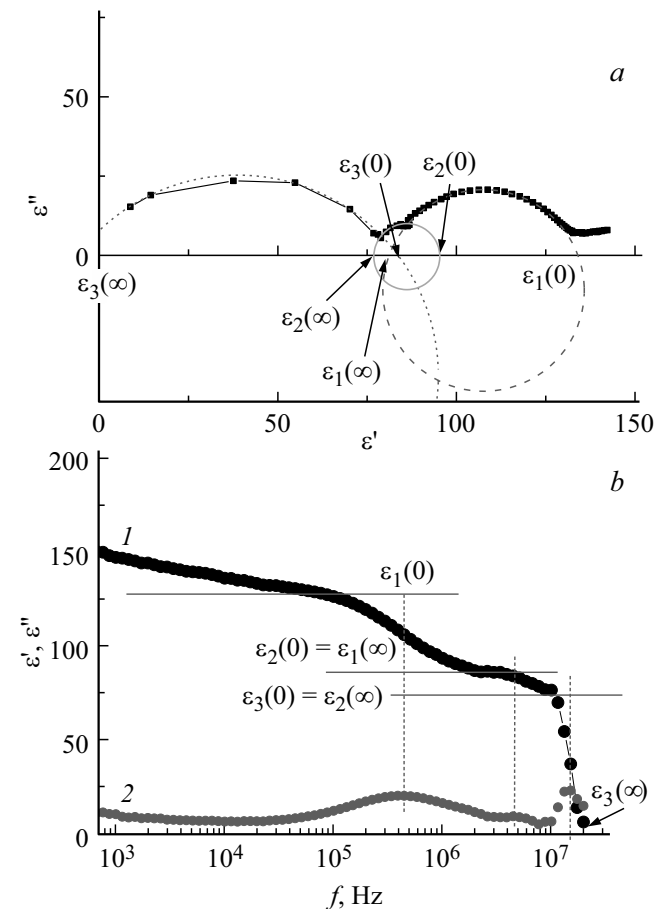 a
50
0
ε''
ε₃(0)
ε₂(0)
ε₃(∞)
ε₂(∞)
ε₁(∞)
ε₁(0)
0
50
100
150
ε'
b
200
150
100
50
0
ε', ε''
1
2
ε₁(0)
ε₂(0) = ε₁(∞)
ε₃(0) = ε₂(∞)
ε₃(∞)
10³
10⁴
10⁵
10⁶
10⁷
f, Hz